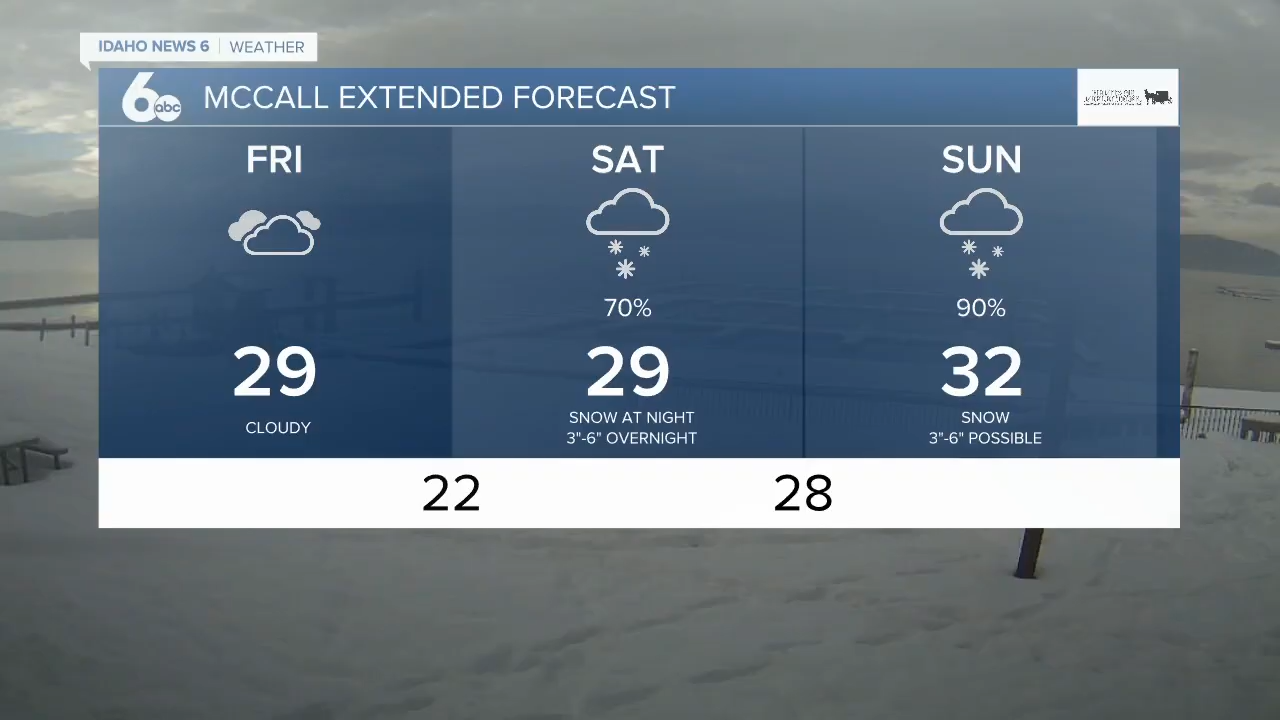 IDAHO NEWS 6 WEATHER
6 abc MCCALL EXTENDED FORECAST
FRI
29
CLOUDY
SAT
70%
29
SNOW AT NIGHT
3"-6" OVERNIGHT
SUN
90%
32
SNOW
3"-6" POSSIBLE
22 28